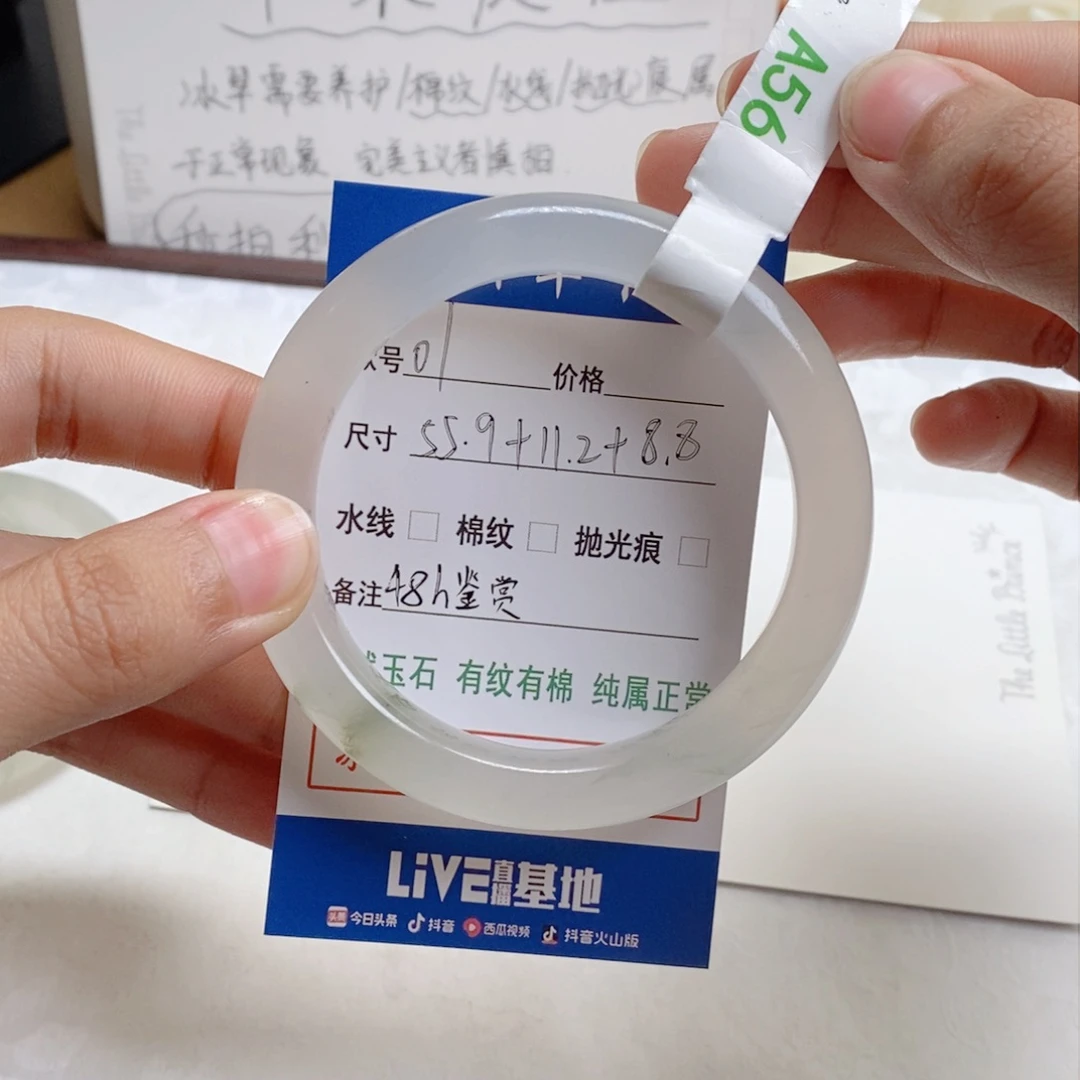 冰翠需要养护/棉纹/水线/抛光痕属
于正常现象 完美主义者慎拍
A56
款号01 价格
尺寸 55.9+11.2+8.8
水线 □ 棉纹 □ 抛光痕 □
备注48h鉴赏
玉石 有纹有棉 纯属正常
LiVE直播基地
今日头条 抖音 西瓜视频 抖音火山版
The Little Prince